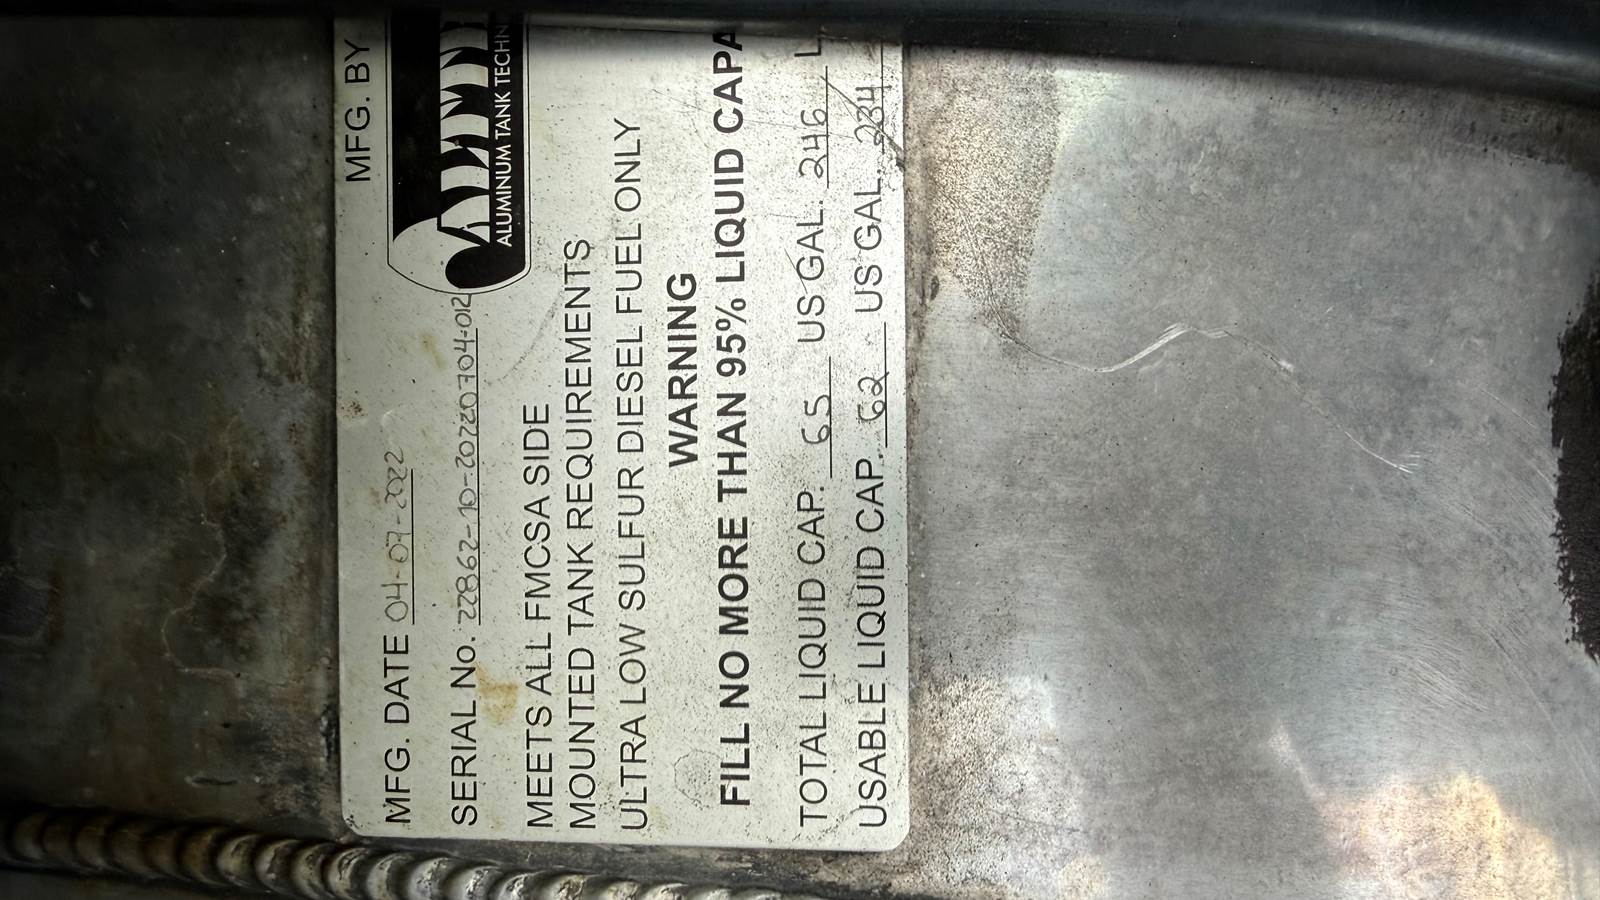 MFG. DATE 04-07-2022 MFG. BY
SERIAL No. 22862-10-20220704-012
ALUMINUM TANK TECHN
MEETS ALL FMCSA SIDE
MOUNTED TANK REQUIREMENTS
ULTRA LOW SULFUR DIESEL FUEL ONLY
WARNING
FILL NO MORE THAN 95% LIQUID CAPA
TOTAL LIQUID CAP. 65 US GAL. 246 L
USABLE LIQUID CAP. 62 US GAL. 234